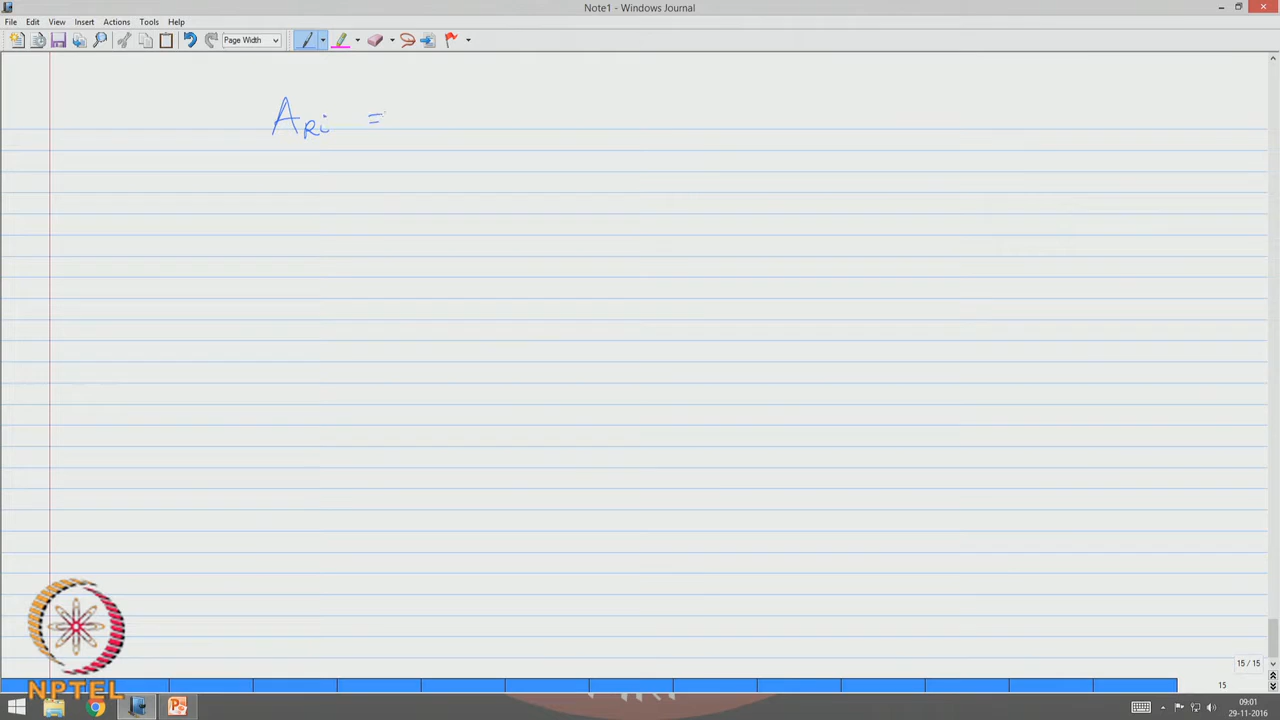 Note1 - Windows Journal
File Edit View Insert Actions Tools Help
Page Width
A_Ri =
15 / 15
15
NPTEL
09:01
29-11-2016